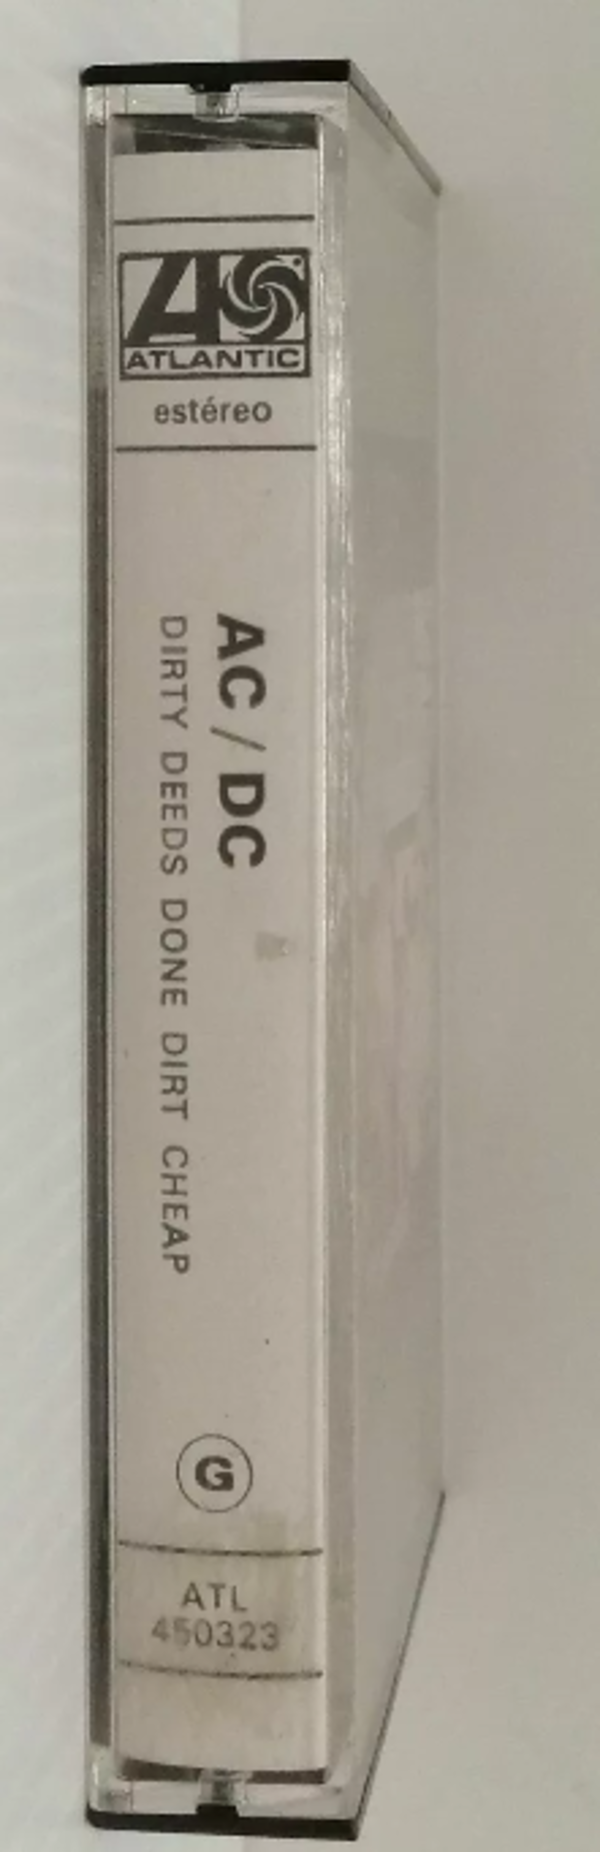 ATLANTIC
estéreo
AC / DC
DIRTY DEEDS DONE DIRT CHEAP
G
ATL
450323